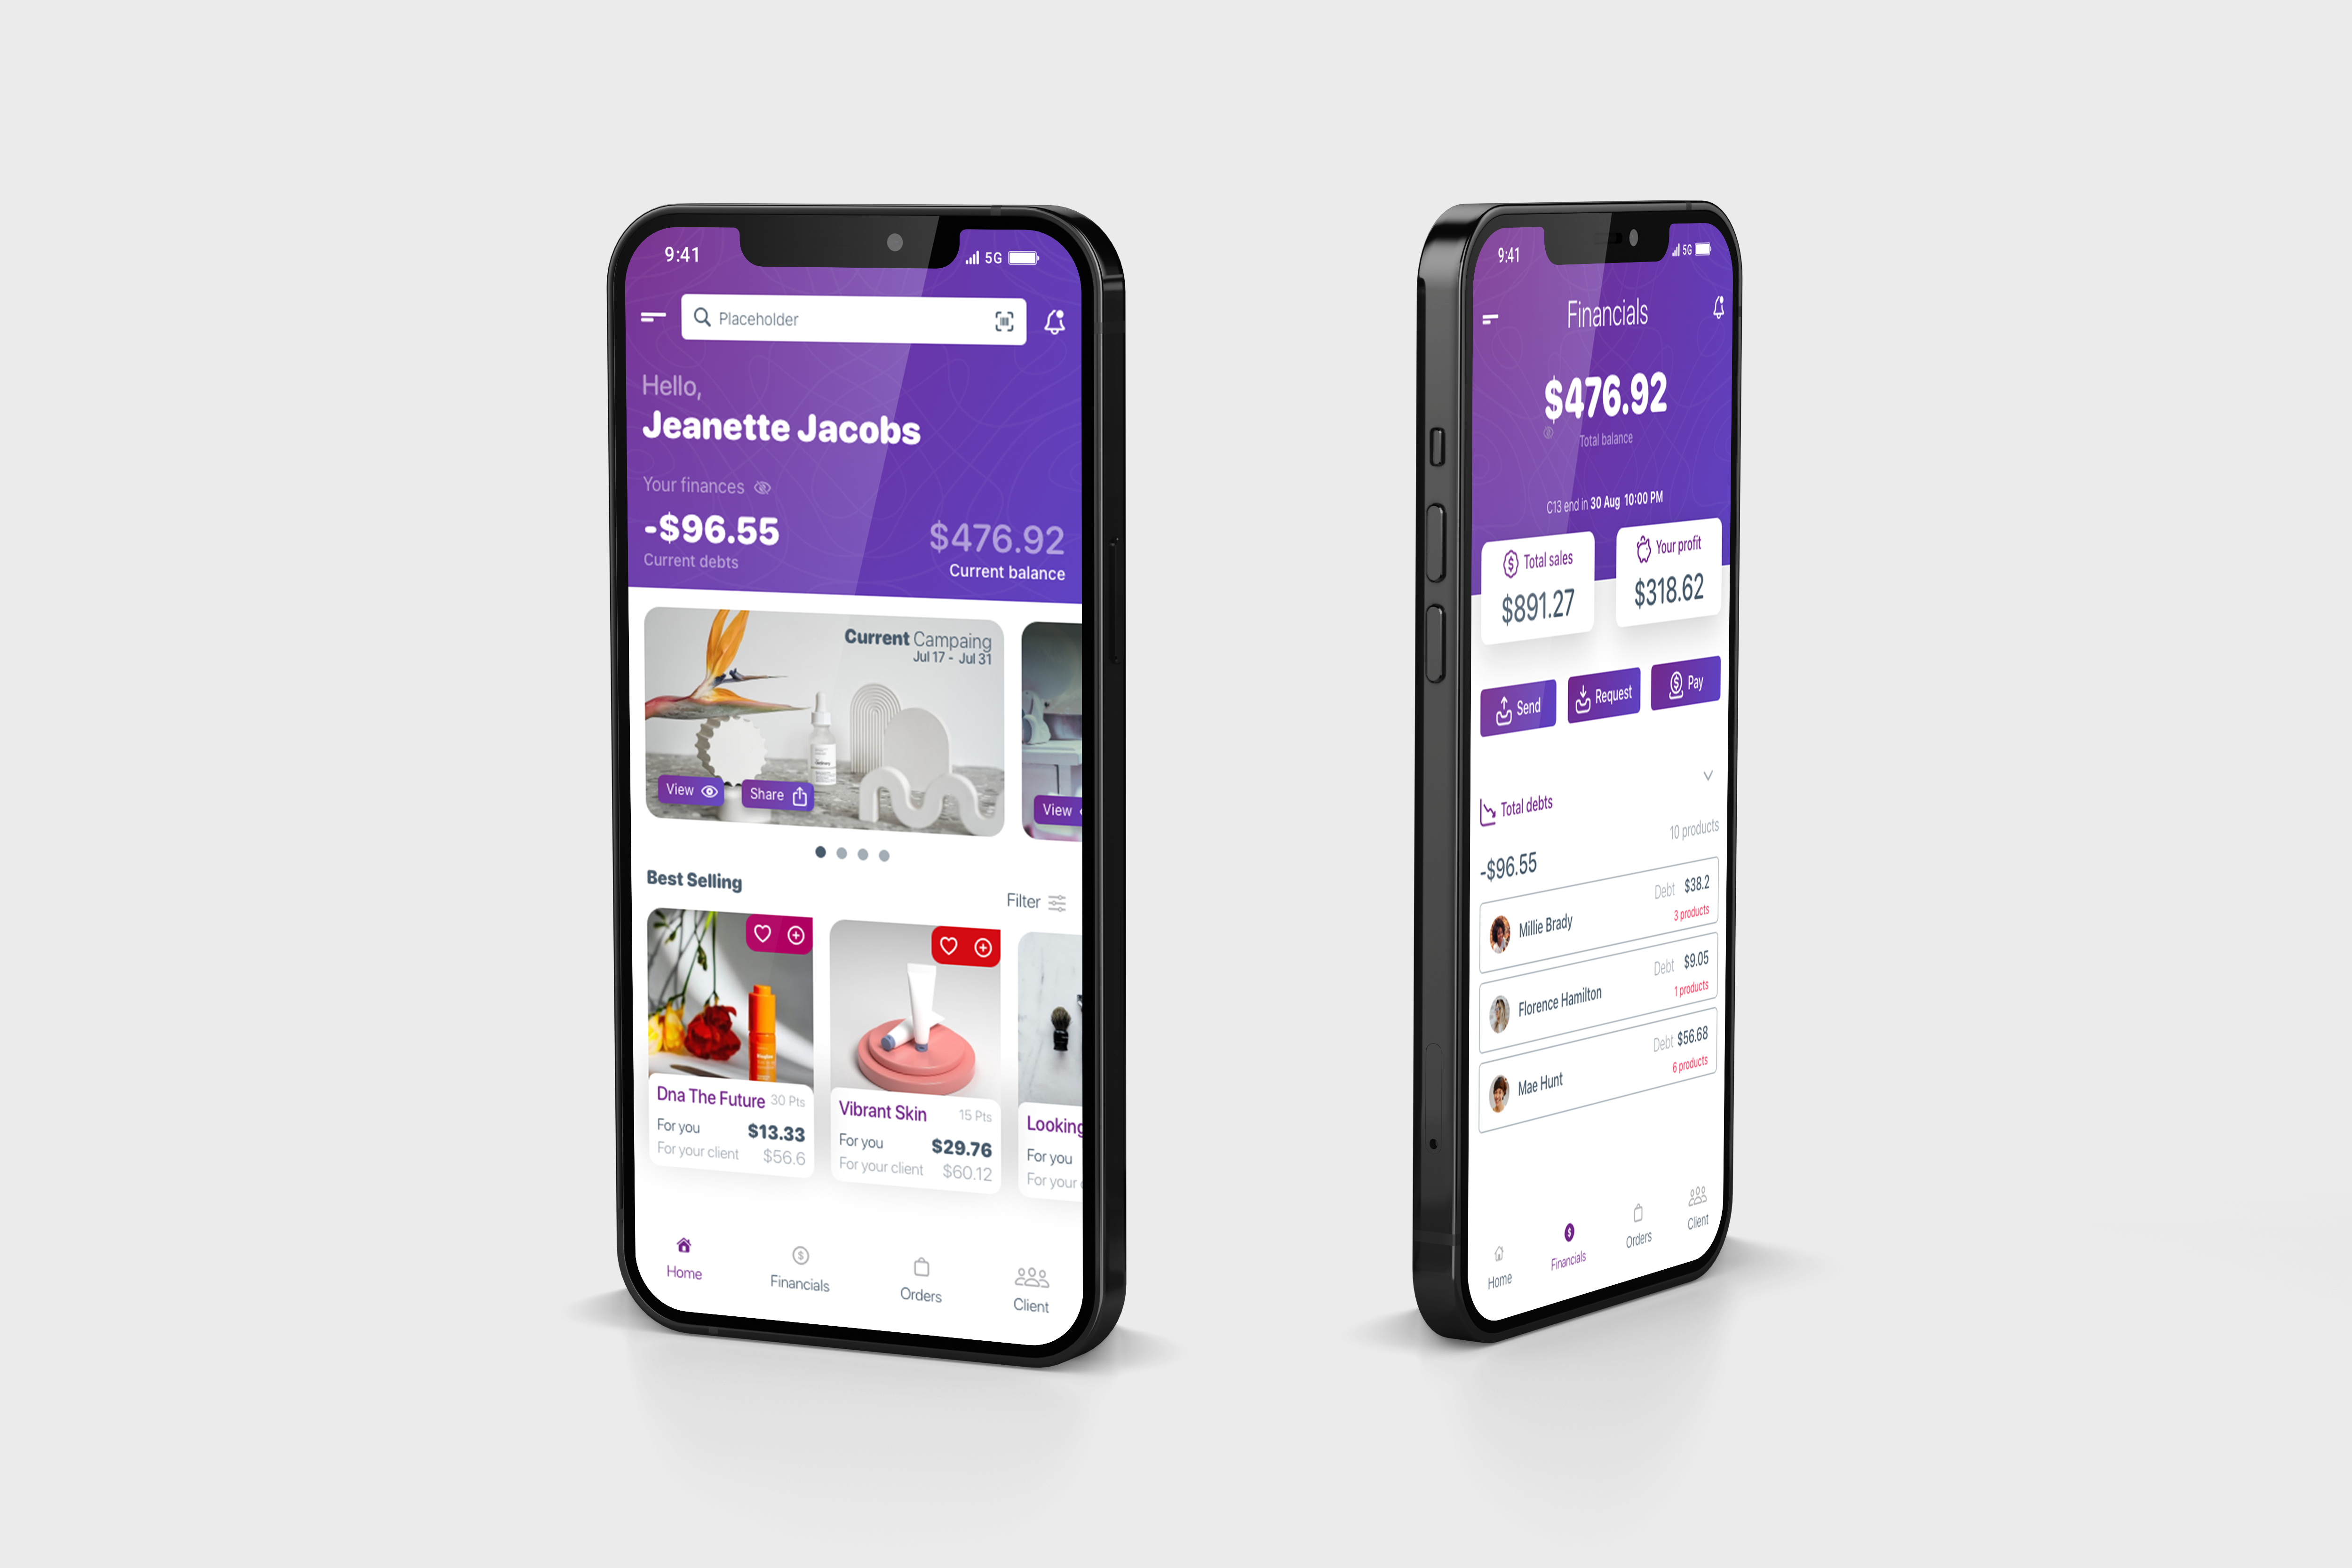 9:41
5G
Placeholder
Hello,
Jeanette Jacobs
Your finances
-$96.55
$476.92
Current debts
Current balance
Current Campaing
Jul 17 - Jul 31
View
Share
View
Best Selling
Filter
Dna The Future 30 Pts
For you $13.33
For your client $56.6
Vibrant Skin 15 Pts
For you $29.76
For your client $60.12
Looking
For you
For your
Home
Financials
Orders
Client
9:41
5G
Financials
$476.92
Total balance
C13 end in 30 Aug 10:00 PM
Total sales
$891.27
Your profit
$318.62
Send
Request
Pay
Total debts
10 products
-$96.55
Millie Brady
Debt $38.2
3 products
Florence Hamilton
Debt $9.05
1 products
Mae Hunt
Debt $56.68
6 products
Home
Financials
Orders
Client